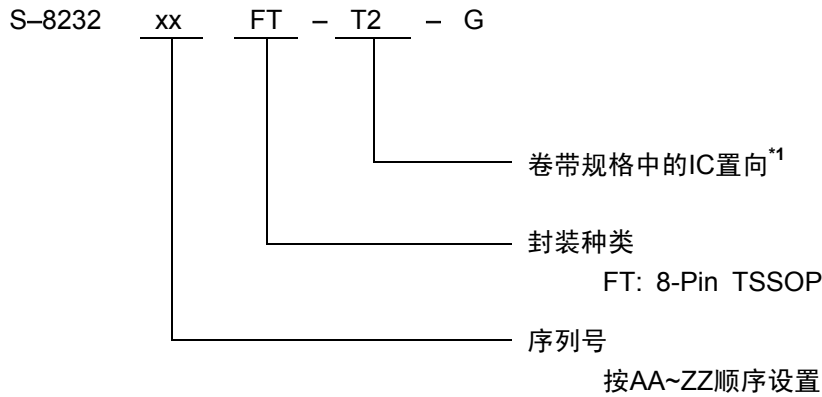 S–8232 xx FT – T2 – G
卷带规格中的IC置向*1
封装种类
FT: 8-Pin TSSOP
序列号
按AA~ZZ顺序设置